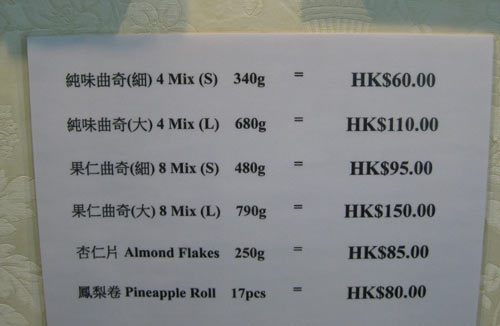 純味曲奇(細) 4 Mix (S) 340g = HK$60.00
純味曲奇(大) 4 Mix (L) 680g = HK$110.00
果仁曲奇(細) 8 Mix (S) 480g = HK$95.00
果仁曲奇(大) 8 Mix (L) 790g = HK$150.00
杏仁片 Almond Flakes 250g = HK$85.00
鳳梨卷 Pineapple Roll 17pcs = HK$80.00